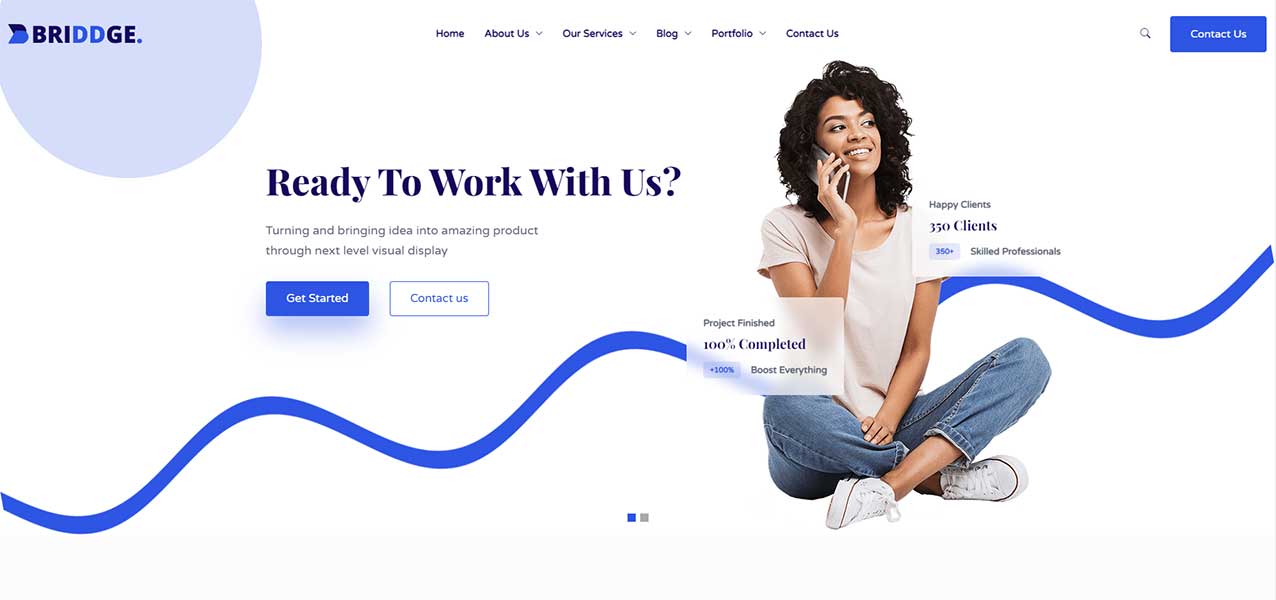 BRIDDGE.
Home
About Us
Our Services
Blog
Portfolio
Contact Us
Contact Us
Ready To Work With Us?
Turning and bringing idea into amazing product
through next level visual display
Get Started
Contact us
Happy Clients
350 Clients
350+ Skilled Professionals
Project Finished
100% Completed
+100% Boost Everything